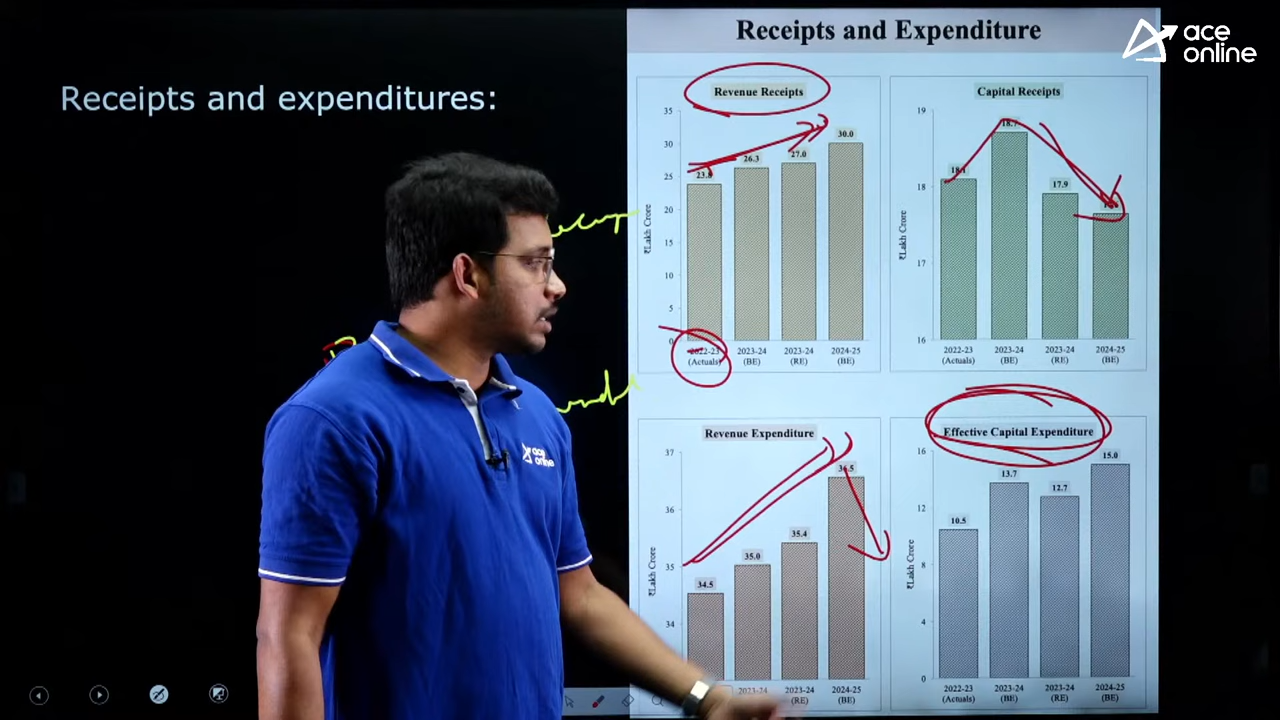 Receipts and Expenditure
ace
online
Receipts and expenditures:
Revenue Receipts
35
30
25
20
15
10
5
0
₹Lakh Crore
23.8
26.3
27.0
30.0
2022-23
(Actuals)
2023-24
(BE)
2023-24
(RE)
2024-25
(BE)
Capital Receipts
19
18
17
16
₹Lakh Crore
18.1
18.7
17.9
2022-23
(Actuals)
2023-24
(BE)
2023-24
(RE)
2024-25
(BE)
Revenue Expenditure
37
36
35
34
₹Lakh Crore
34.5
35.0
35.4
36.5
2023-24
2023-24
(RE)
2024-25
(BE)
Effective Capital Expenditure
16
12
8
4
0
₹Lakh Crore
10.5
13.7
12.7
15.0
2022-23
(Actuals)
2023-24
(BE)
2023-24
(RE)
2024-25
(BE)
ace
online